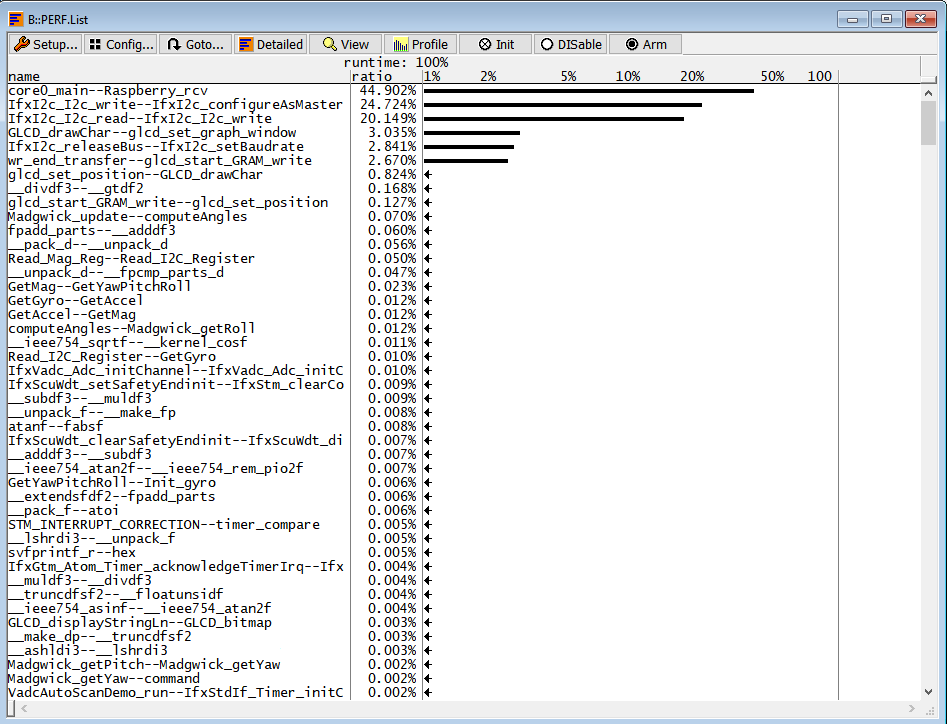 B::PERF.List
Setup... Config... Goto... Detailed View Profile Init DISable Arm
runtime: 100%
name ratio 1% 2% 5% 10% 20% 50% 100
core0_main--Raspberry_rcv 44.902%
IfxI2c_I2c_write--IfxI2c_configureAsMaster 24.724%
IfxI2c_I2c_read--IfxI2c_I2c_write 20.149%
GLCD_drawChar--glcd_set_graph_window 3.035%
IfxI2c_releaseBus--IfxI2c_setBaudrate 2.841%
wr_end_transfer--glcd_start_GRAM_write 2.670%
glcd_set_position--GLCD_drawChar 0.824%
__divdf3--__gtdf2 0.168%
glcd_start_GRAM_write--glcd_set_position 0.127%
Madgwick_update--computeAngles 0.070%
fpadd_parts--__adddf3 0.060%
__pack_d--__unpack_d 0.056%
Read_Mag_Reg--Read_I2C_Register 0.050%
__unpack_d--__fpcmp_parts_d 0.047%
GetMag--GetYawPitchRoll 0.023%
GetGyro--GetAccel 0.012%
GetAccel--GetMag 0.012%
computeAngles--Madgwick_getRoll 0.012%
__ieee754_sqrtf--__kernel_cosf 0.011%
Read_I2C_Register--GetGyro 0.010%
IfxVadc_Adc_initChannel--IfxVadc_Adc_initC 0.010%
IfxScuWdt_setSafetyEndinit--IfxStm_clearCo 0.009%
__subdf3--__muldf3 0.009%
__unpack_f--__make_fp 0.008%
atanf--fabsf 0.008%
IfxScuWdt_clearSafetyEndinit--IfxScuWdt_di 0.007%
__adddf3--__subdf3 0.007%
__ieee754_atan2f--__ieee754_rem_pio2f 0.007%
GetYawPitchRoll--Init_gyro 0.006%
__extendsfdf2--fpadd_parts 0.006%
__pack_f--atoi 0.006%
STM_INTERRUPT_CORRECTION--timer_compare 0.005%
__lshrdi3--__unpack_f 0.005%
svfprintf_r--hex 0.005%
IfxGtm_Atom_Timer_acknowledgeTimerIrq--Ifx 0.004%
__muldf3--__divdf3 0.004%
__truncdfsf2--__floatunsidf 0.004%
__ieee754_asinf--__ieee754_atan2f 0.004%
GLCD_displayStringLn--GLCD_bitmap 0.003%
__make_dp--__truncdfsf2 0.003%
__ashldi3--__lshrdi3 0.003%
Madgwick_getPitch--Madgwick_getYaw 0.002%
Madgwick_getYaw--command 0.002%
VadcAutoScanDemo_run--IfxStdIf_Timer_initC 0.002%